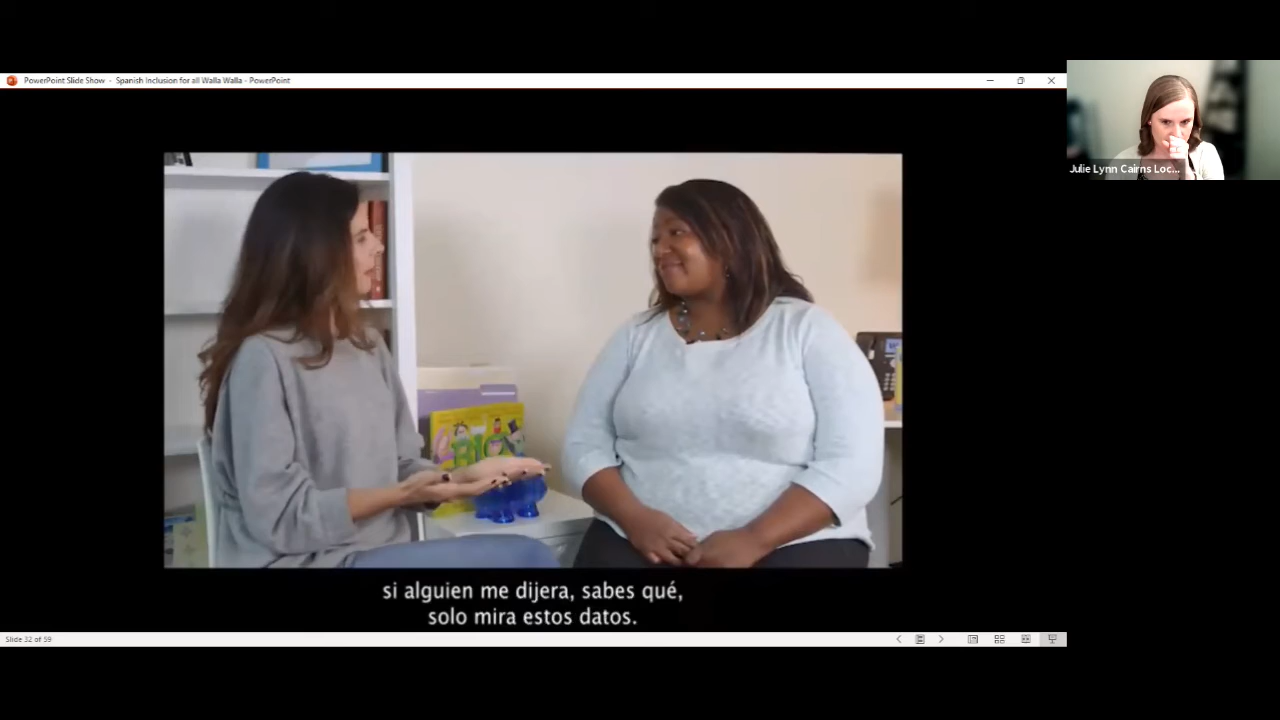 PowerPoint Slide Show - Spanish Inclusion for all Walla Walla - PowerPoint
Julie Lynn Cairns Loc...
si alguien me dijera, sabes qué,
solo mira estos datos.
Slide 32 of 59